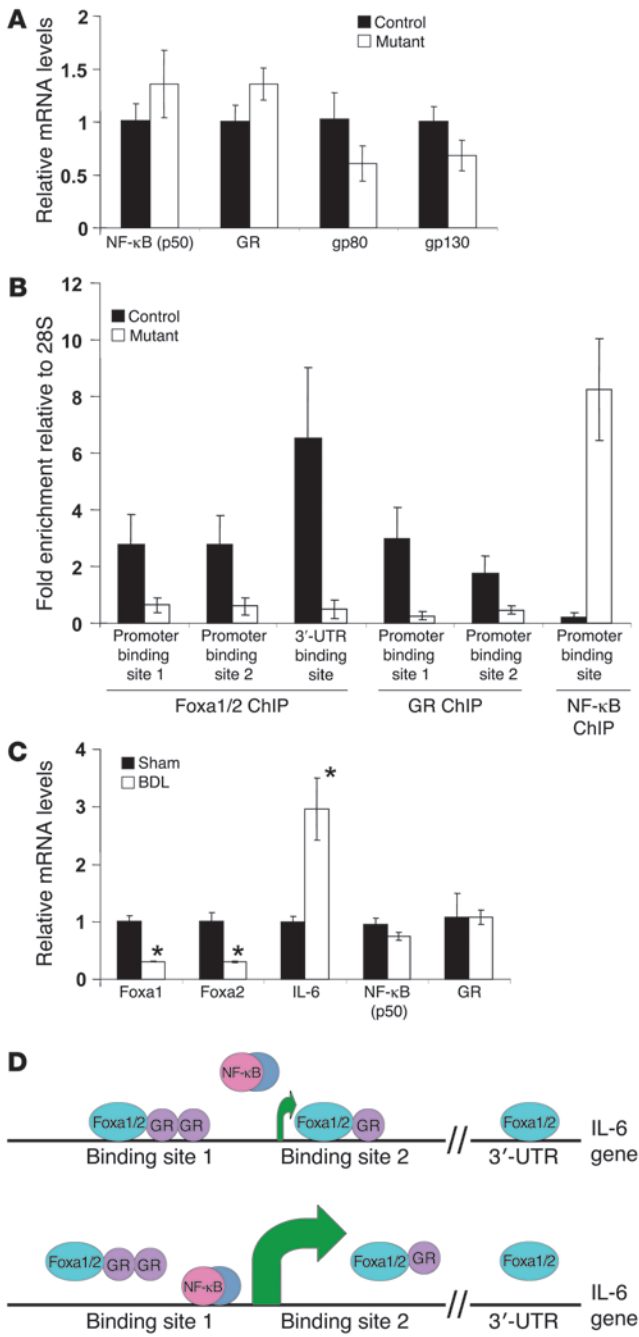 A
Relative mRNA levels
2
1.5
1
0.5
0
Control
Mutant
NF-κB (p50) GR gp80 gp130
B
Fold enrichment relative to 28S
12
10
8
6
4
2
0
Control
Mutant
Promoter Promoter 3′-UTR Promoter Promoter Promoter
binding binding binding binding binding binding
site 1 site 2 site site 1 site 2 site
Foxa1/2 ChIP GR ChIP NF-κB
ChIP
C
Relative mRNA levels
4
3
2
1
0
Sham
BDL
* * *
Foxa1 Foxa2 IL-6 NF-κB GR
(p50)
D
NF-κB
Foxa1/2 GR GR Foxa1/2 GR // Foxa1/2 IL-6
Binding site 1 Binding site 2 3′-UTR gene
Foxa1/2 GR GR NF-κB Foxa1/2 GR // Foxa1/2 IL-6
Binding site 1 Binding site 2 3′-UTR gene